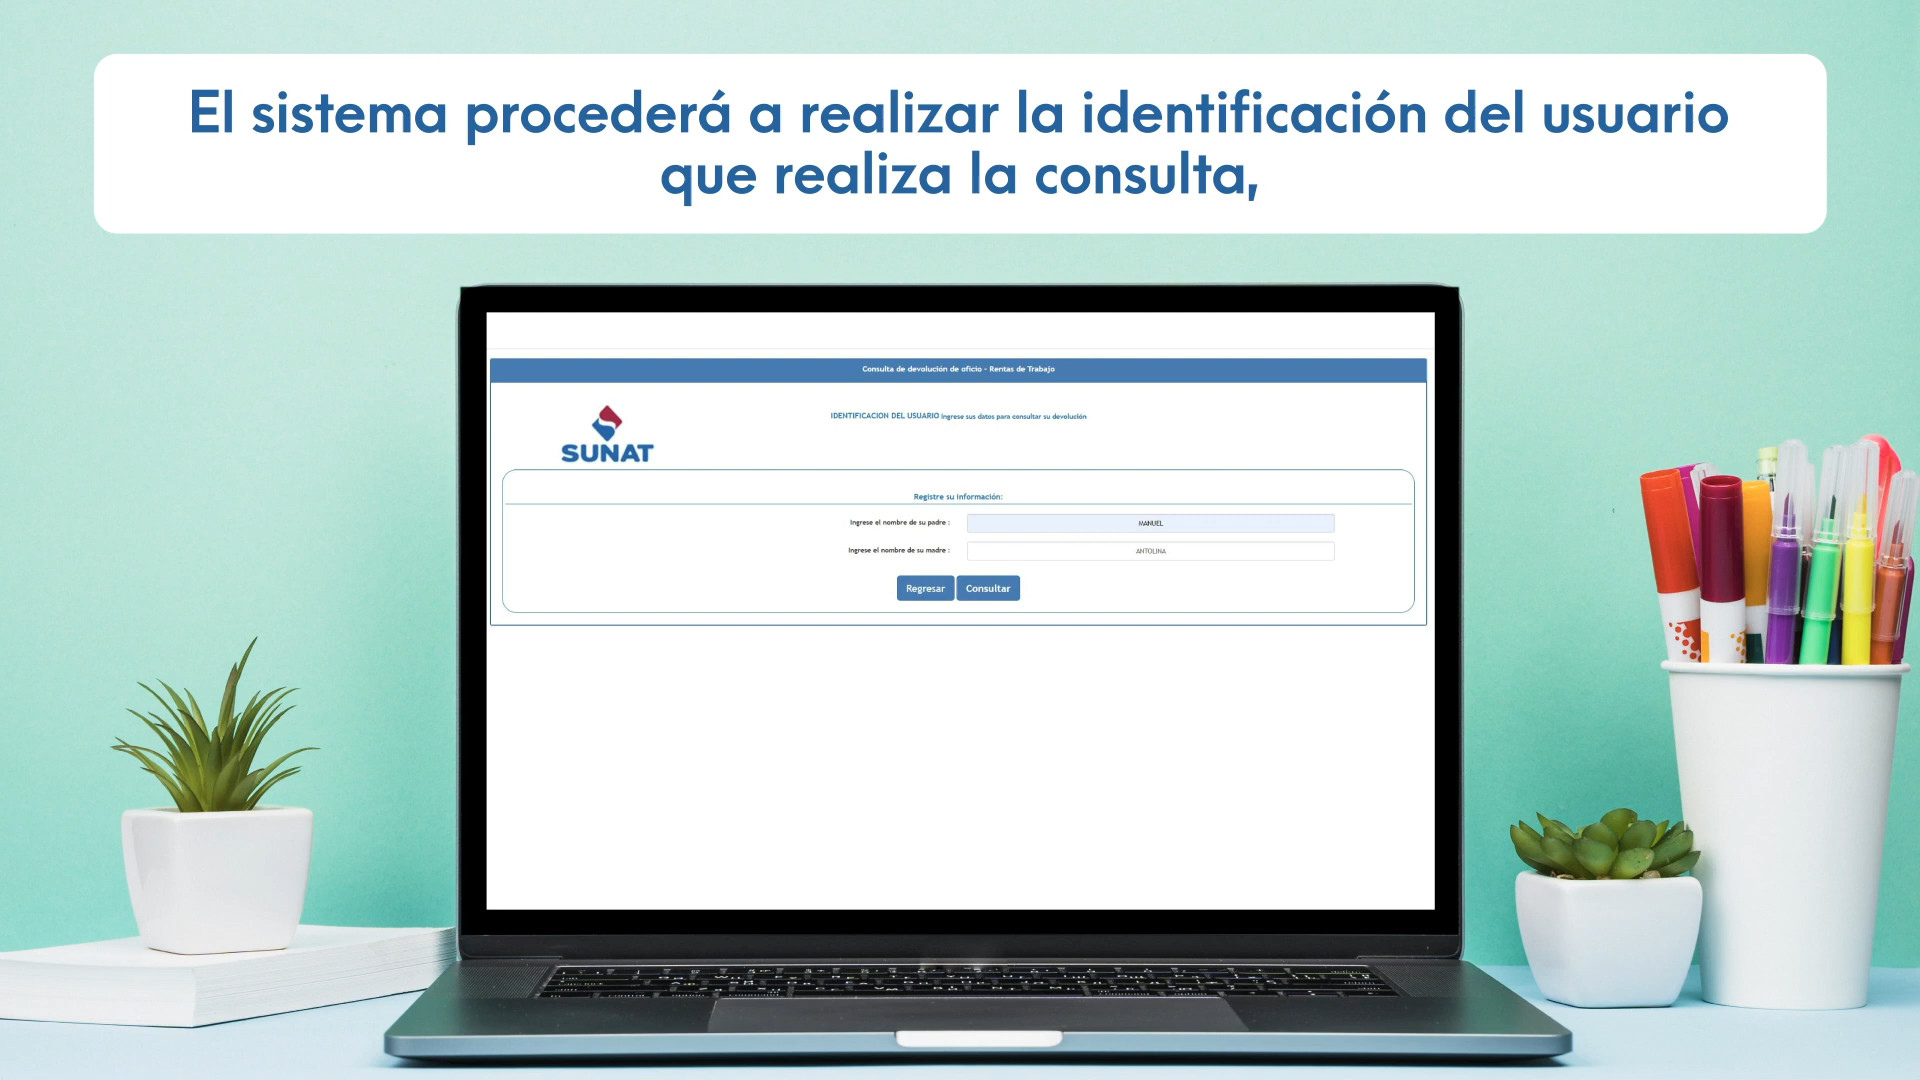 El sistema procederá a realizar la identificación del usuario
que realiza la consulta,
Consulta de devolución de oficio - Rentas de Trabajo
SUNAT
IDENTIFICACION DEL USUARIO Ingrese sus datos para consultar su devolución
Registre su información:
Ingrese el nombre de su padre : MANUEL
Ingrese el nombre de su madre : ANTOLINA
Regresar Consultar